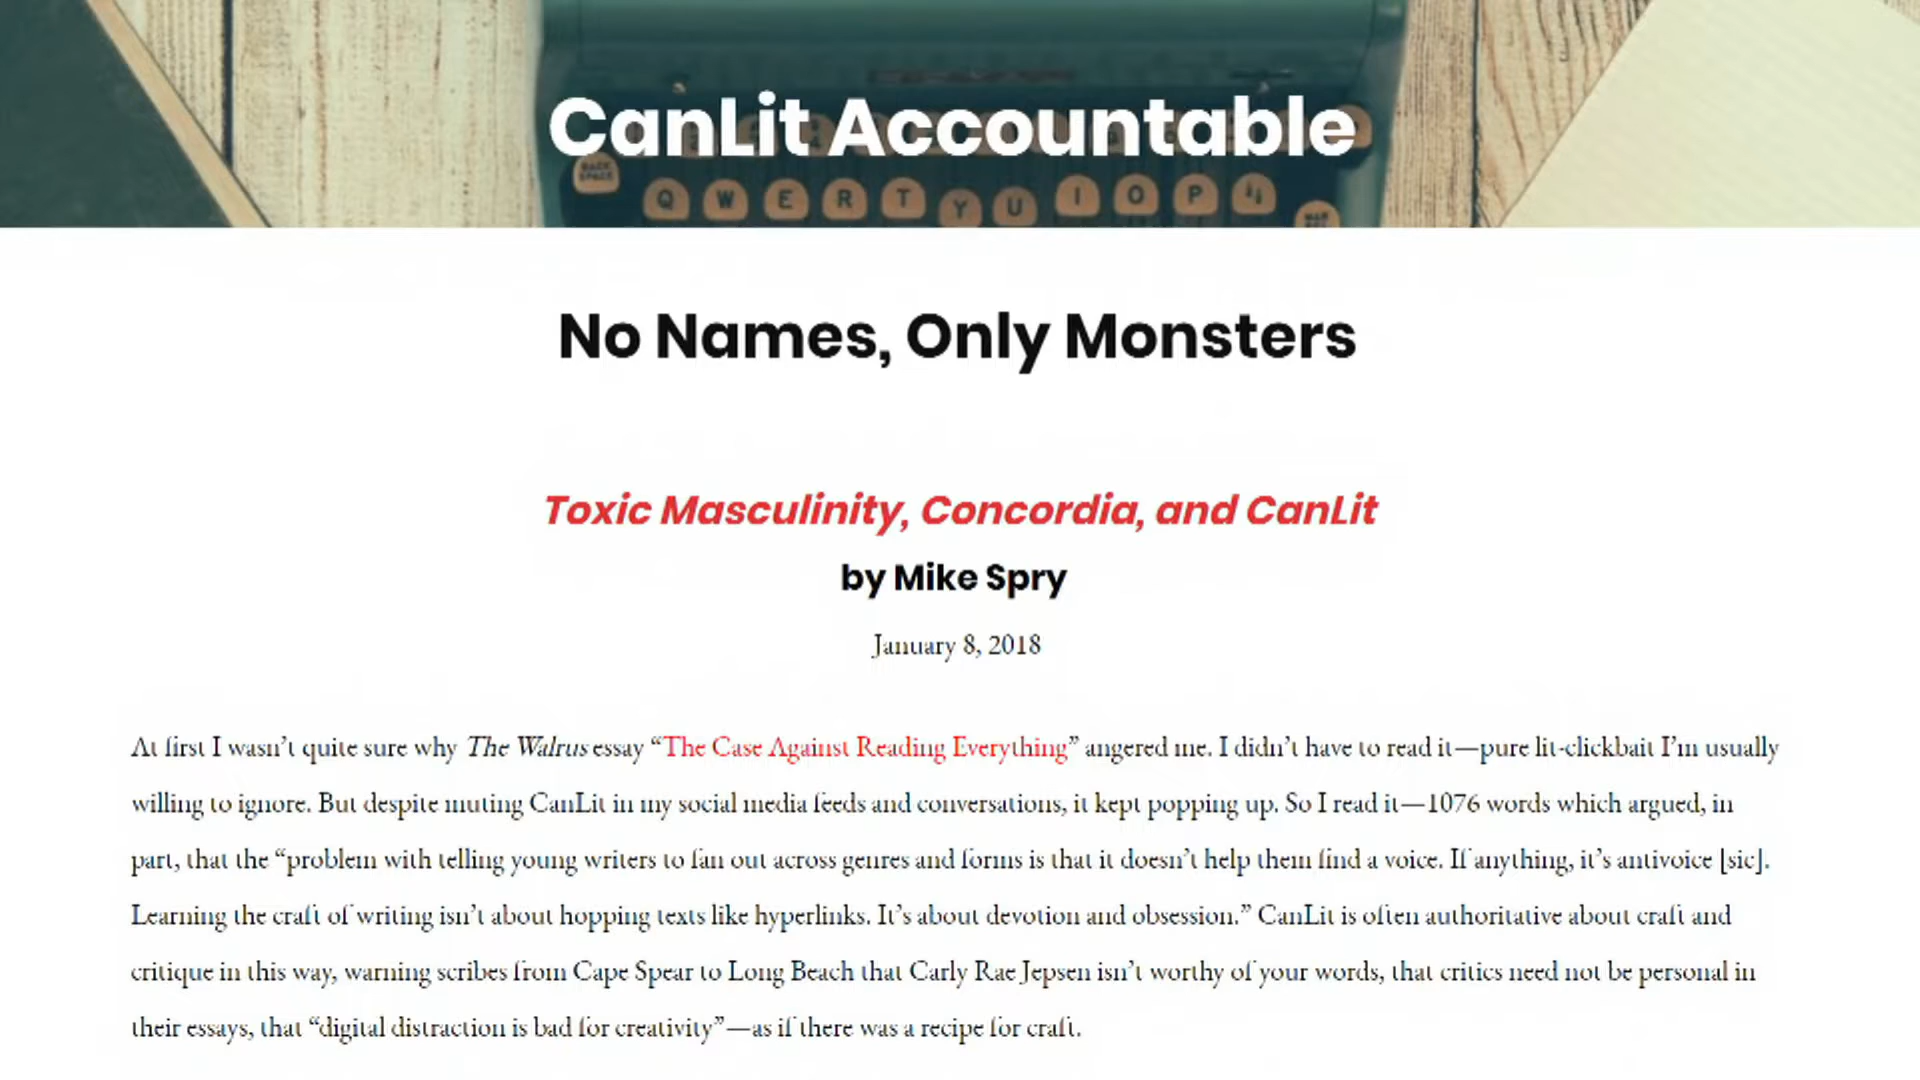 CanLit Accountable
BACK SPACE
Q W E R T Y U I O P
No Names, Only Monsters
Toxic Masculinity, Concordia, and CanLit
by Mike Spry
January 8, 2018
At first I wasn’t quite sure why The Walrus essay “The Case Against Reading Everything” angered me. I didn’t have to read it—pure lit-clickbait I’m usually
willing to ignore. But despite muting CanLit in my social media feeds and conversations, it kept popping up. So I read it—1076 words which argued, in
part, that the “problem with telling young writers to fan out across genres and forms is that it doesn’t help them find a voice. If anything, it’s antivoice [sic].
Learning the craft of writing isn’t about hopping texts like hyperlinks. It’s about devotion and obsession.” CanLit is often authoritative about craft and
critique in this way, warning scribes from Cape Spear to Long Beach that Carly Rae Jepsen isn’t worthy of your words, that critics need not be personal in
their essays, that “digital distraction is bad for creativity”—as if there was a recipe for craft.